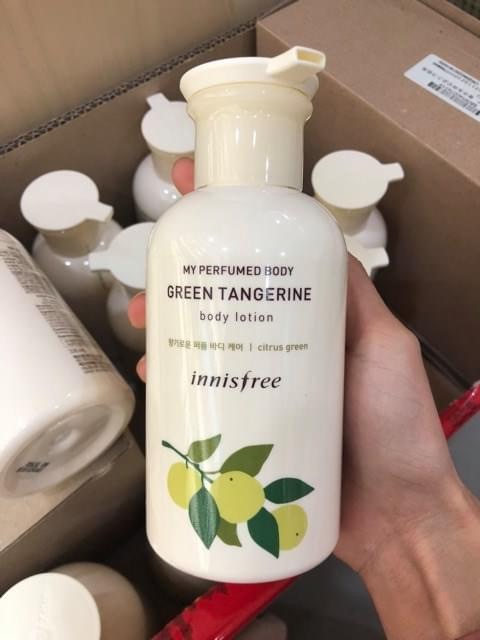 MY PERFUMED BODY
GREEN TANGERINE
body lotion
향기로운 퍼퓸 바디 케어 | citrus green
innisfree